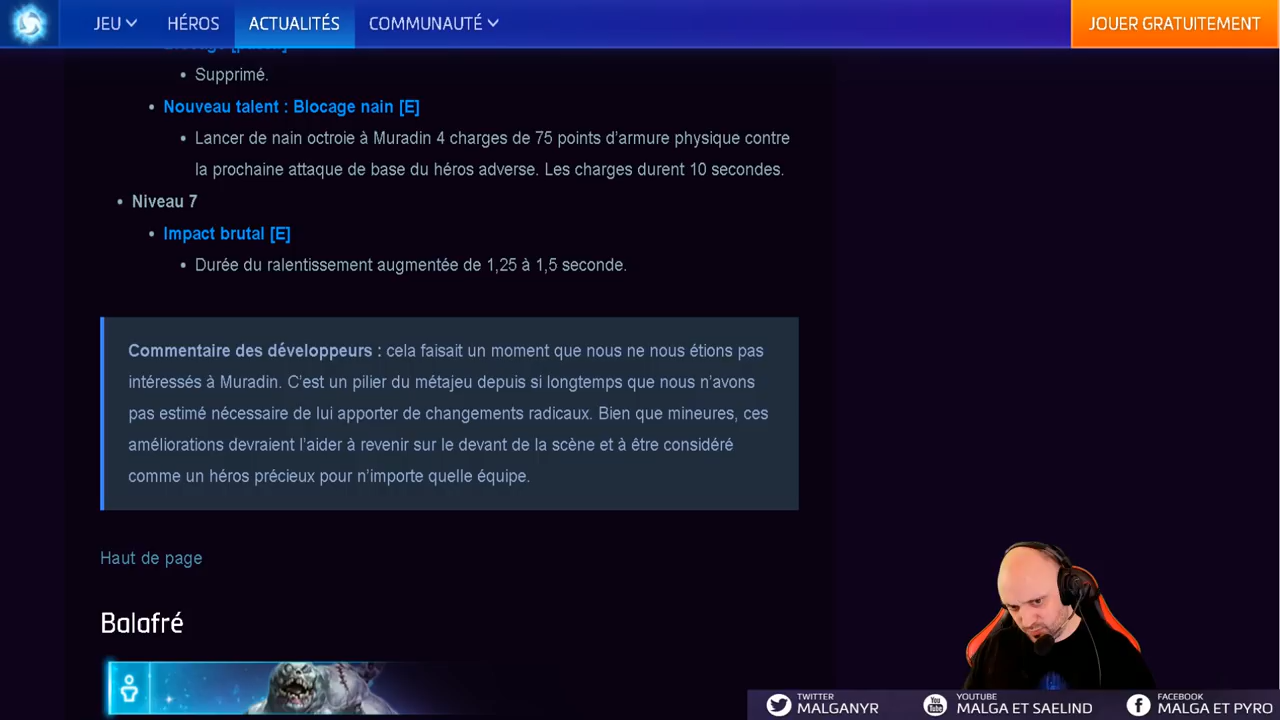 JEU HÉROS ACTUALITÉS COMMUNAUTÉ JOUER GRATUITEMENT
Supprimé.
Nouveau talent : Blocage nain [E]
Lancer de nain octroie à Muradin 4 charges de 75 points d'armure physique contre
la prochaine attaque de base du héros adverse. Les charges durent 10 secondes.
Niveau 7
Impact brutal [E]
Durée du ralentissement augmentée de 1,25 à 1,5 seconde.
Commentaire des développeurs : cela faisait un moment que nous ne nous étions pas
intéressés à Muradin. C'est un pilier du métajeu depuis si longtemps que nous n'avons
pas estimé nécessaire de lui apporter de changements radicaux. Bien que mineures, ces
améliorations devraient l'aider à revenir sur le devant de la scène et à être considéré
comme un héros précieux pour n'importe quelle équipe.
Haut de page
Balafré
TWITTER
MALGANYR
YOUTUBE
MALGA ET SAELIND
FACEBOOK
MALGA ET PYRO